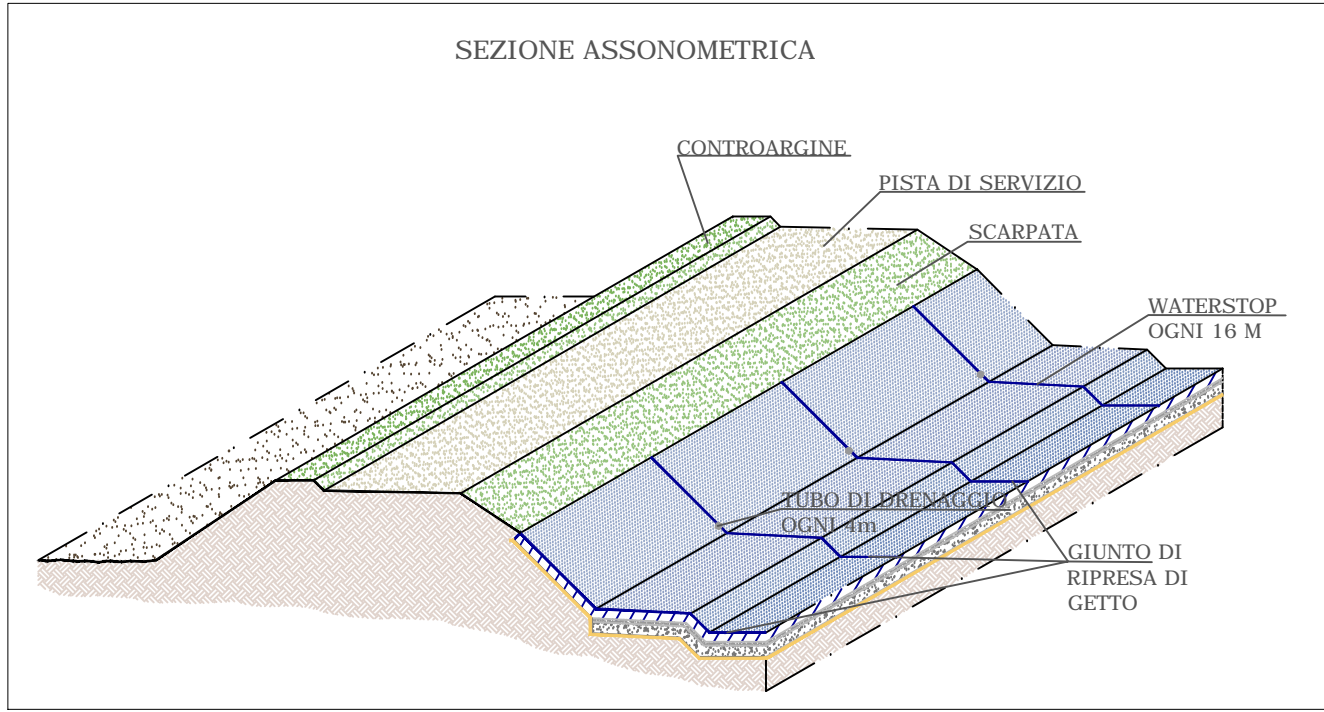 SEZIONE ASSONOMETRICA
CONTROARGINE
PISTA DI SERVIZIO
SCARPATA
WATERSTOP
OGNI 16 M
TUBO DI DRENAGGIO
OGNI 4m
GIUNTO DI
RIPRESA DI
GETTO